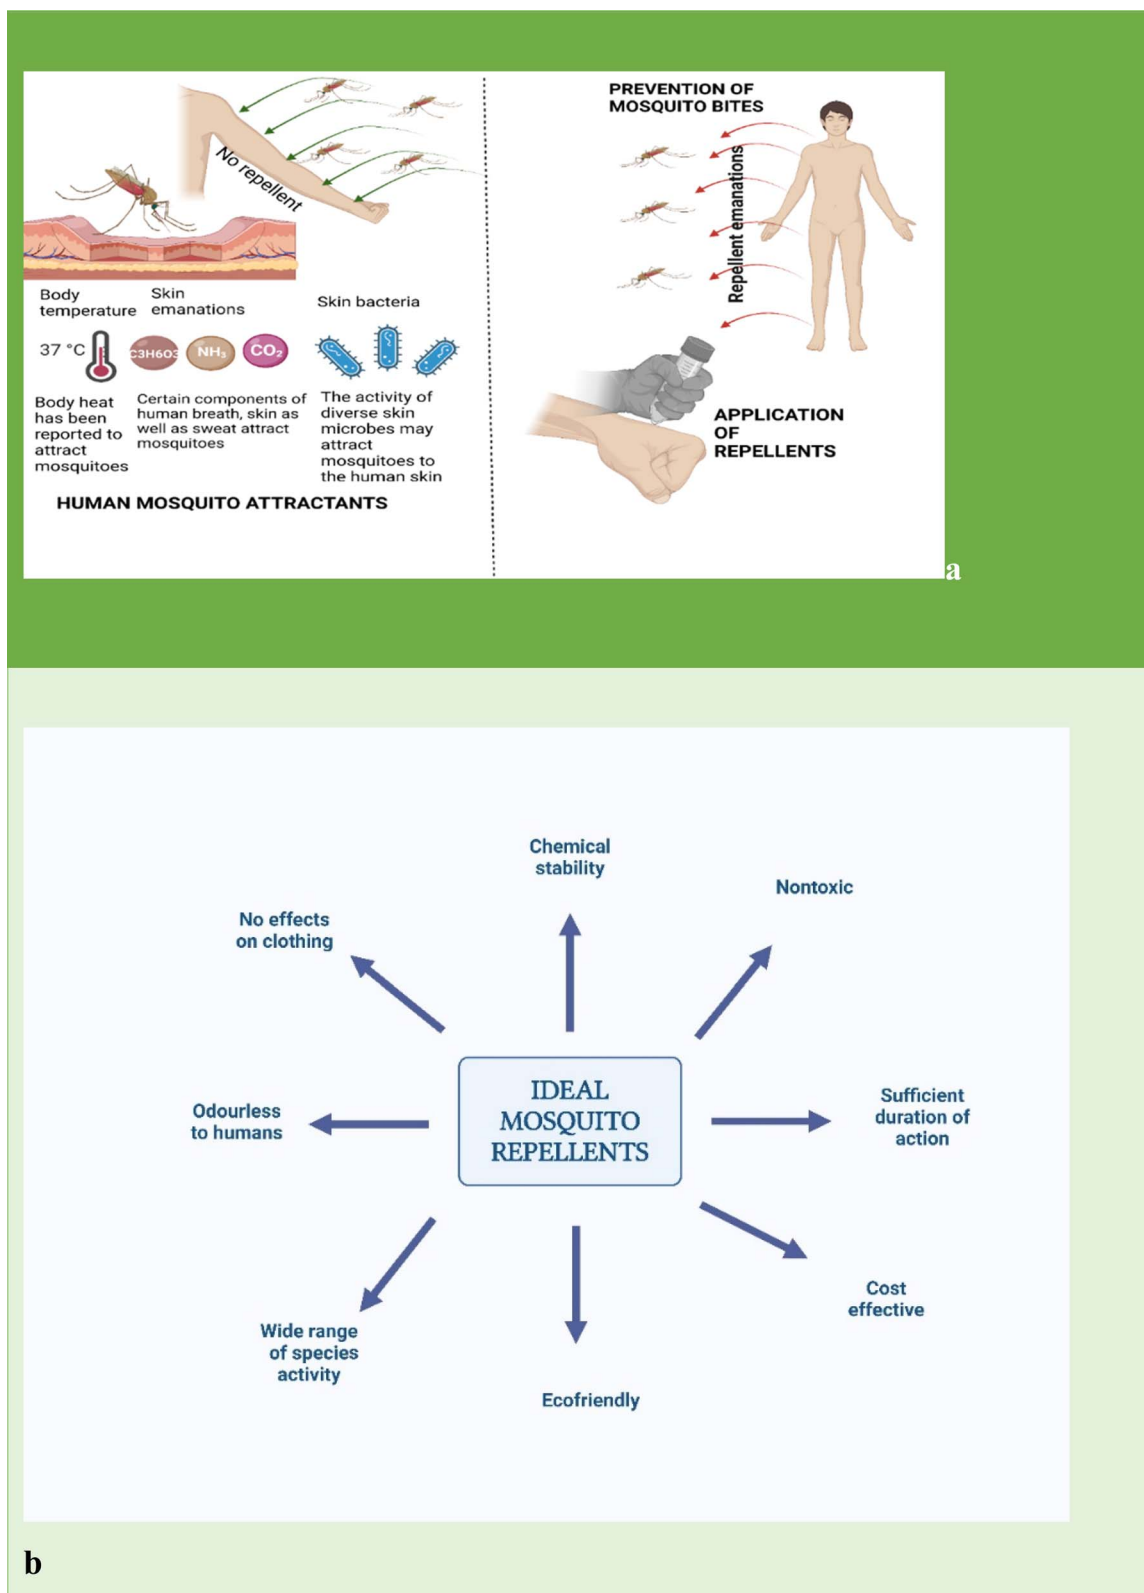 No repellent
Body
temperature
Skin
emanations
Skin bacteria
37 °C
C3H6O3
NH₃
CO₂
Body heat
has been
reported to
attract
mosquitoes
Certain components of
human breath, skin as
well as sweat attract
mosquitoes
The activity of
diverse skin
microbes may
attract
mosquitoes to
the human skin
HUMAN MOSQUITO ATTRACTANTS
PREVENTION OF
MOSQUITO BITES
Repellent emanations
APPLICATION
OF
REPELLENTS
a
Chemical
stability
Nontoxic
No effects
on clothing
IDEAL
MOSQUITO
REPELLENTS
Sufficient
duration of
action
Odourless
to humans
Cost
effective
Wide range
of species
activity
Ecofriendly
b